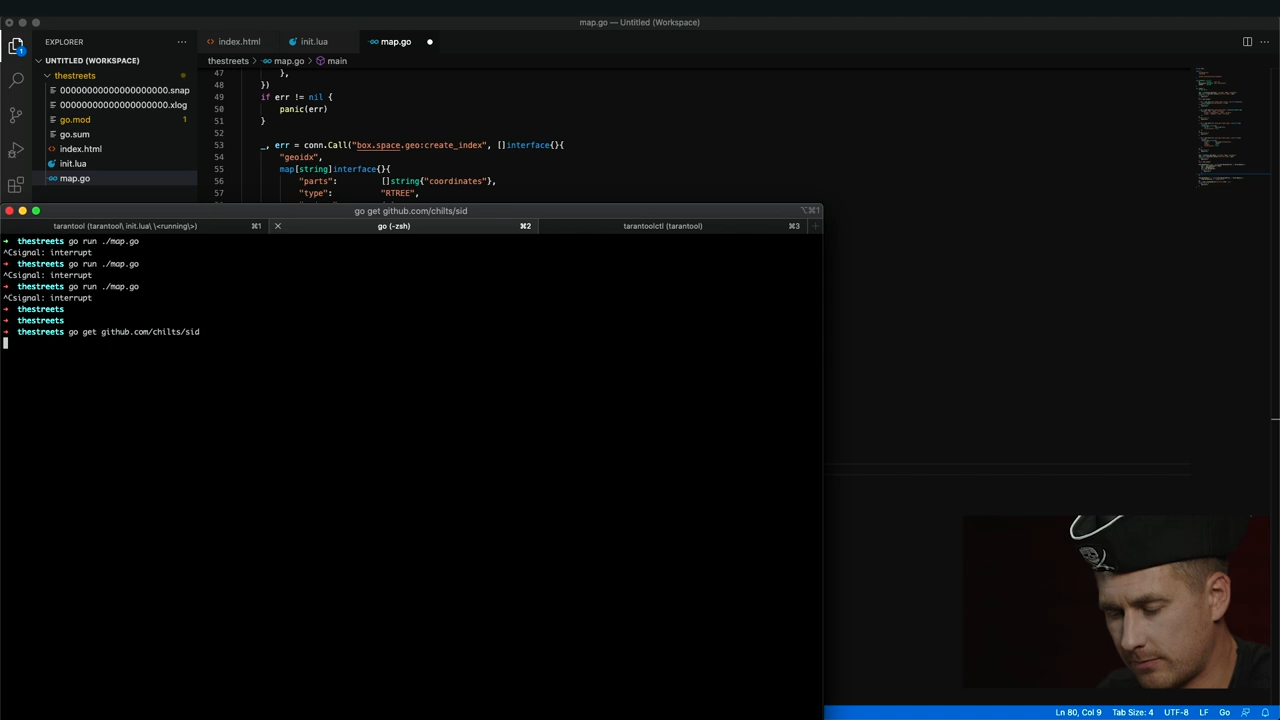 map.go — Untitled (Workspace)
EXPLORER
index.html
init.lua
map.go
UNTITLED (WORKSPACE)
thestreets > map.go > main
thestreets
00000000000000000000.snap
00000000000000000000.xlog
go.mod 1
go.sum
index.html
init.lua
map.go
1
47 },
48 })
49 if err != nil {
50 panic(err)
51 }
52
53 _, err = conn.Call("box.space.geo:create_index", []interface{}{
54 "geoidx",
55 map[string]interface{}{
56 "parts": []string{"coordinates"},
57 "type": "RTREE",
go get github.com/chilts/sid
⌥⌘1
tarantool (tarantool\ init.lua\ \<running\>) ⌘1
go (-zsh) ⌘2
tarantoolctl (tarantool) ⌘3
➜ thestreets go run ./map.go
^Csignal: interrupt
➜ thestreets go run ./map.go
^Csignal: interrupt
➜ thestreets go run ./map.go
^Csignal: interrupt
➜ thestreets
➜ thestreets
➜ thestreets go get github.com/chilts/sid
Ln 80, Col 9 Tab Size: 4 UTF-8 LF Go